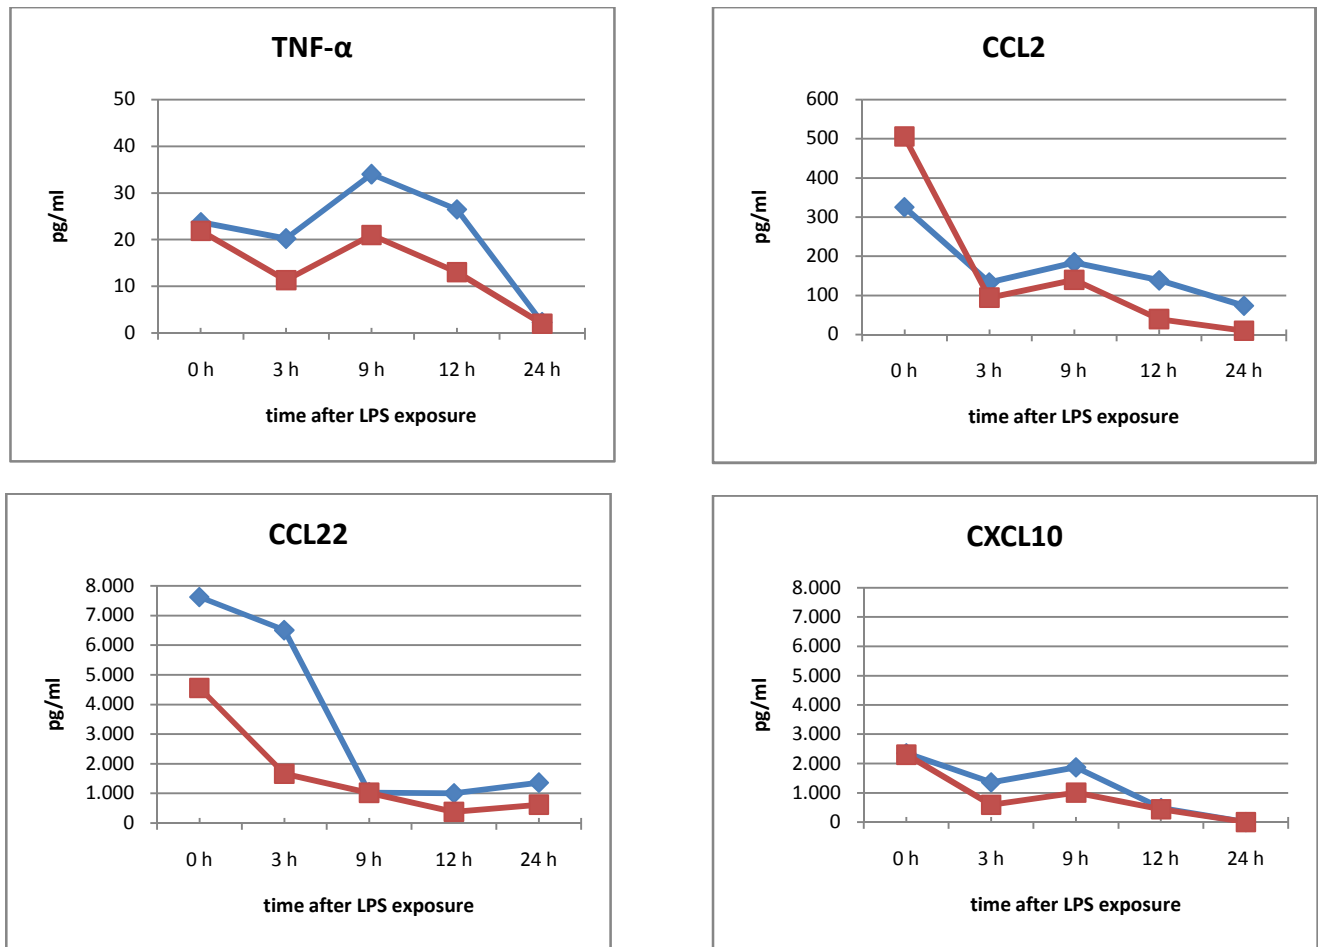 TNF-α
50
40
30
20
10
0
pg/ml
0 h 3 h 9 h 12 h 24 h
time after LPS exposure
CCL2
600
500
400
300
200
100
0
pg/ml
0 h 3 h 9 h 12 h 24 h
time after LPS exposure
CCL22
8.000
7.000
6.000
5.000
4.000
3.000
2.000
1.000
0
pg/ml
0 h 3 h 9 h 12 h 24 h
time after LPS exposure
CXCL10
8.000
7.000
6.000
5.000
4.000
3.000
2.000
1.000
0
pg/ml
0 h 3 h 9 h 12 h 24 h
time after LPS exposure